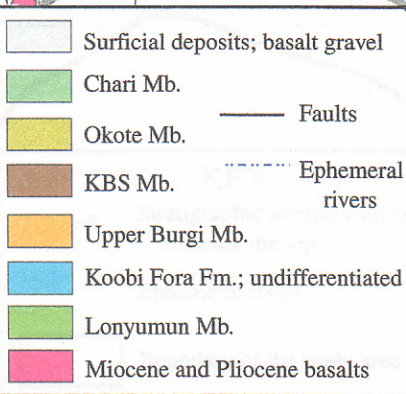 Surficial deposits; basalt gravel
Chari Mb.
Faults
Okote Mb.
KBS Mb.
Ephemeral
rivers
Upper Burgi Mb.
Koobi Fora Fm.; undifferentiated
Lonyumun Mb.
Miocene and Pliocene basalts